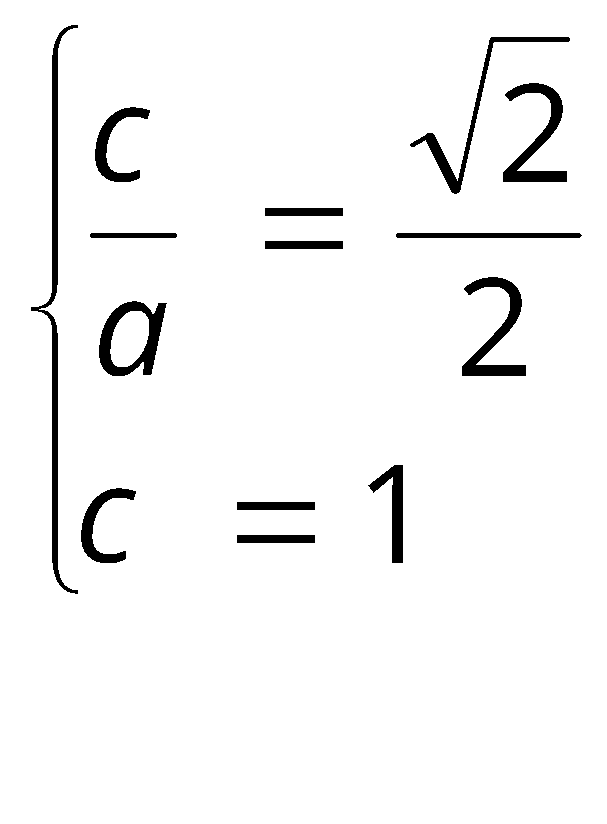 c/a = √2/2
c = 1